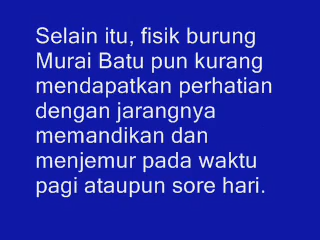 Selain itu, fisik burung
Murai Batu pun kurang
mendapatkan perhatian
dengan jarangnya
memandikan dan
menjemur pada waktu
pagi ataupun sore hari.